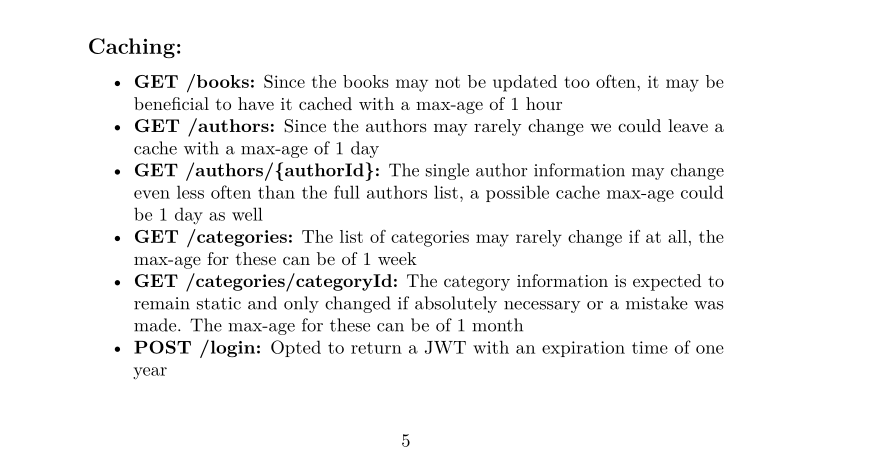 Caching:
• GET /books: Since the books may not be updated too often, it may be
beneficial to have it cached with a max-age of 1 hour
• GET /authors: Since the authors may rarely change we could leave a
cache with a max-age of 1 day
• GET /authors/{authorId}: The single author information may change
even less often than the full authors list, a possible cache max-age could
be 1 day as well
• GET /categories: The list of categories may rarely change if at all, the
max-age for these can be of 1 week
• GET /categories/categoryId: The category information is expected to
remain static and only changed if absolutely necessary or a mistake was
made. The max-age for these can be of 1 month
• POST /login: Opted to return a JWT with an expiration time of one
year
5